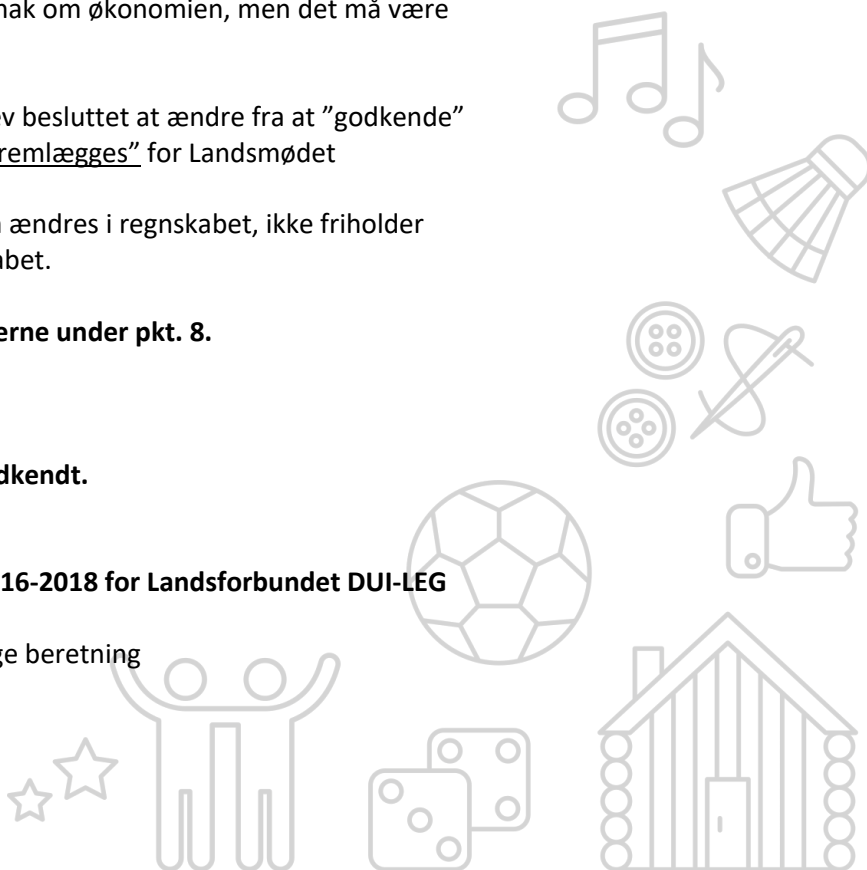 nak om økonomien, men det må være
v besluttet at ændre fra at ”godkende”
remlægges” for Landsmødet
ændres i regnskabet, ikke friholder
abet.
erne under pkt. 8.
dkendt.
16-2018 for Landsforbundet DUI-LEG
ge beretning